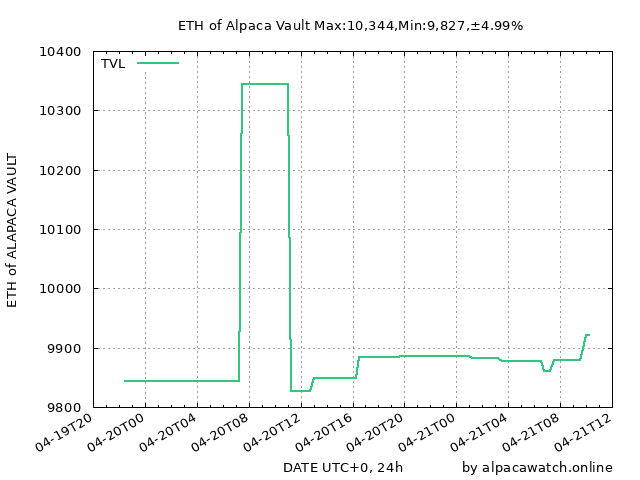 ETH of Alpaca Vault Max:10,344,Min:9,827,±4.99%
TVL
10400
10300
10200
10100
10000
9900
9800
ETH of ALAPACA VAULT
04-19T20
04-20T00
04-20T04
04-20T08
04-20T12
04-20T16
04-20T20
04-21T00
04-21T04
04-21T08
04-21T12
DATE UTC+0, 24h
by alpacawatch.online